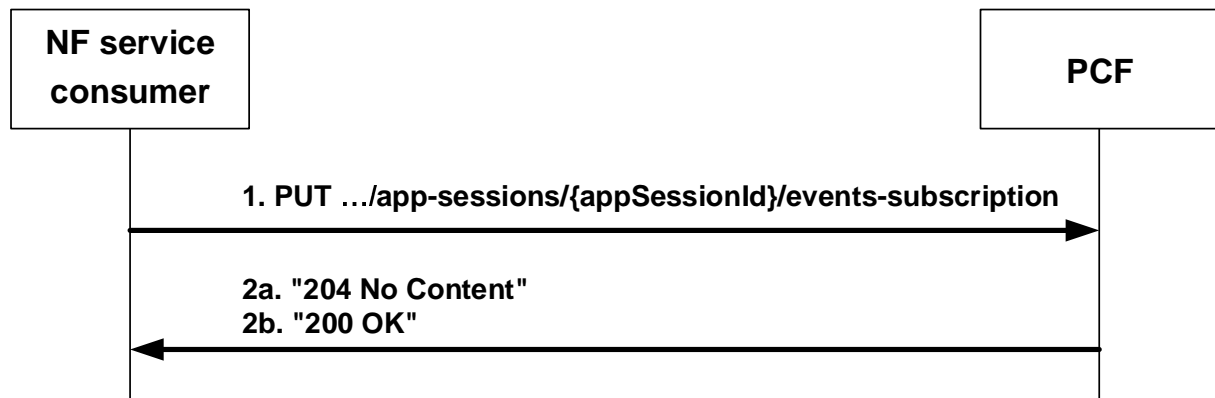 NF service
consumer
PCF
1. PUT …/app-sessions/{appSessionId}/events-subscription
2a. "204 No Content"
2b. "200 OK"